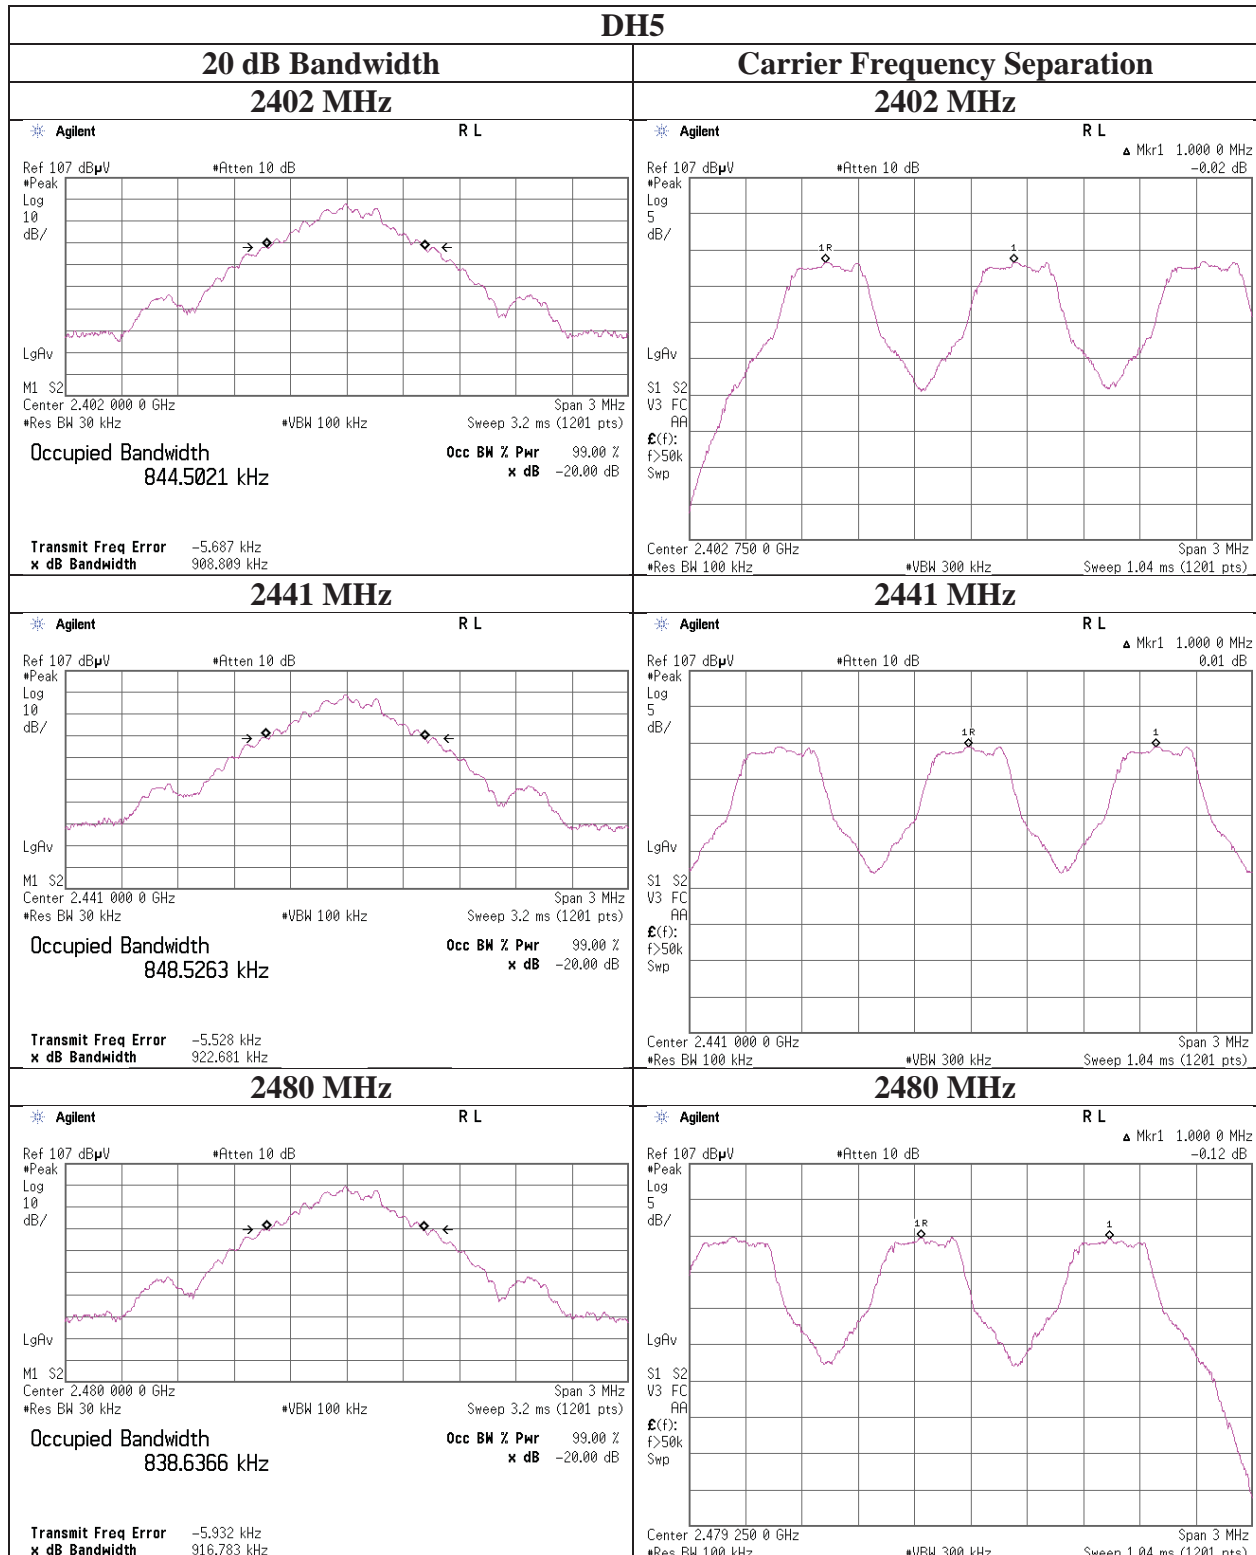 DH5
20 dB Bandwidth
Carrier Frequency Separation
2402 MHz
2402 MHz
Agilent
R L
Ref 107 dBµV
#Atten 10 dB
#Peak
Log
10
dB/
LgAv
M1 S2
Center 2.402 000 0 GHz
Span 3 MHz
#Res BW 30 kHz
#VBW 100 kHz
Sweep 3.2 ms (1201 pts)
Occupied Bandwidth
844.5021 kHz
Occ BW % Pwr 99.00 %
x dB -20.00 dB
Transmit Freq Error -5.687 kHz
x dB Bandwidth 908.809 kHz
Agilent
R L
Δ Mkr1 1.000 0 MHz
Ref 107 dBµV
#Atten 10 dB
-0.02 dB
#Peak
Log
5
dB/
1R
1
LgAv
S1 S2
V3 FC
AA
£(f):
f>50k
Swp
Center 2.402 750 0 GHz
Span 3 MHz
#Res BW 100 kHz
#VBW 300 kHz
Sweep 1.04 ms (1201 pts)
2441 MHz
2441 MHz
Agilent
R L
Ref 107 dBµV
#Atten 10 dB
#Peak
Log
10
dB/
LgAv
M1 S2
Center 2.441 000 0 GHz
Span 3 MHz
#Res BW 30 kHz
#VBW 100 kHz
Sweep 3.2 ms (1201 pts)
Occupied Bandwidth
848.5263 kHz
Occ BW % Pwr 99.00 %
x dB -20.00 dB
Transmit Freq Error -5.528 kHz
x dB Bandwidth 922.681 kHz
Agilent
R L
Δ Mkr1 1.000 0 MHz
Ref 107 dBµV
#Atten 10 dB
0.01 dB
#Peak
Log
5
dB/
1R
1
LgAv
S1 S2
V3 FC
AA
£(f):
f>50k
Swp
Center 2.441 000 0 GHz
Span 3 MHz
#Res BW 100 kHz
#VBW 300 kHz
Sweep 1.04 ms (1201 pts)
2480 MHz
2480 MHz
Agilent
R L
Ref 107 dBµV
#Atten 10 dB
#Peak
Log
10
dB/
LgAv
M1 S2
Center 2.480 000 0 GHz
Span 3 MHz
#Res BW 30 kHz
#VBW 100 kHz
Sweep 3.2 ms (1201 pts)
Occupied Bandwidth
838.6366 kHz
Occ BW % Pwr 99.00 %
x dB -20.00 dB
Transmit Freq Error -5.932 kHz
x dB Bandwidth 916.783 kHz
Agilent
R L
Δ Mkr1 1.000 0 MHz
Ref 107 dBµV
#Atten 10 dB
-0.12 dB
#Peak
Log
5
dB/
1R
1
LgAv
S1 S2
V3 FC
AA
£(f):
f>50k
Swp
Center 2.479 250 0 GHz
Span 3 MHz
#Res BW 100 kHz
#VBW 300 kHz
Sweep 1.04 ms (1201 pts)